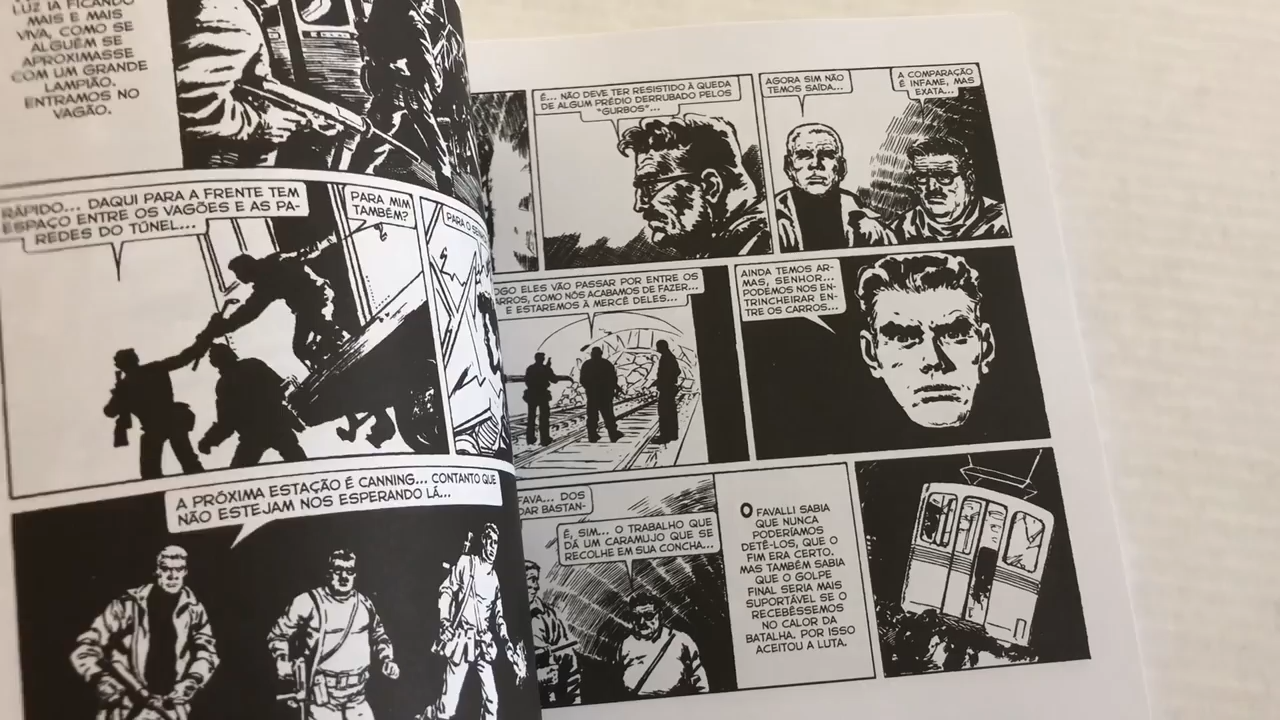 LUZ IA FICANDO
MAIS E MAIS
VIVA, COMO SE
ALGUÉM SE
APROXIMASSE
COM UM GRANDE
LAMPIÃO.
ENTRAMOS NO
VAGÃO.
RÁPIDO... DAQUI PARA A FRENTE TEM
ESPAÇO ENTRE OS VAGÕES E AS PA-
REDES DO TÚNEL...
PARA MIM
TAMBÉM?
PARA O
A PRÓXIMA ESTAÇÃO É CANNING... CONTANTO QUE
NÃO ESTEJAM NOS ESPERANDO LÁ...
É... NÃO DEVE TER RESISTIDO À QUEDA
DE ALGUM PRÉDIO DERRUBADO PELOS
"GURBOS"...
AGORA SIM NÃO
TEMOS SAÍDA...
A COMPARAÇÃO
É INFAME, MAS
EXATA...
OGO ELES VÃO PASSAR POR ENTRE OS
ARROS, COMO NÓS ACABAMOS DE FAZER...
E ESTAREMOS À MERCÊ DELES...
AINDA TEMOS AR-
MAS, SENHOR...
PODEMOS NOS EN-
TRINCHEIRAR EN-
TRE OS CARROS...
FAVA... DOS
DAR BASTAN-
É, SIM... O TRABALHO QUE
DÁ UM CARAMUJO QUE SE
RECOLHE EM SUA CONCHA...
O FAVALLI SABIA
QUE NUNCA
PODERÍAMOS
DETÊ-LOS, QUE O
FIM ERA CERTO.
MAS TAMBÉM SABIA
QUE O GOLPE
FINAL SERIA MAIS
SUPORTÁVEL SE O
RECEBÊSSEMOS
NO CALOR DA
BATALHA. POR ISSO
ACEITOU A LUTA.